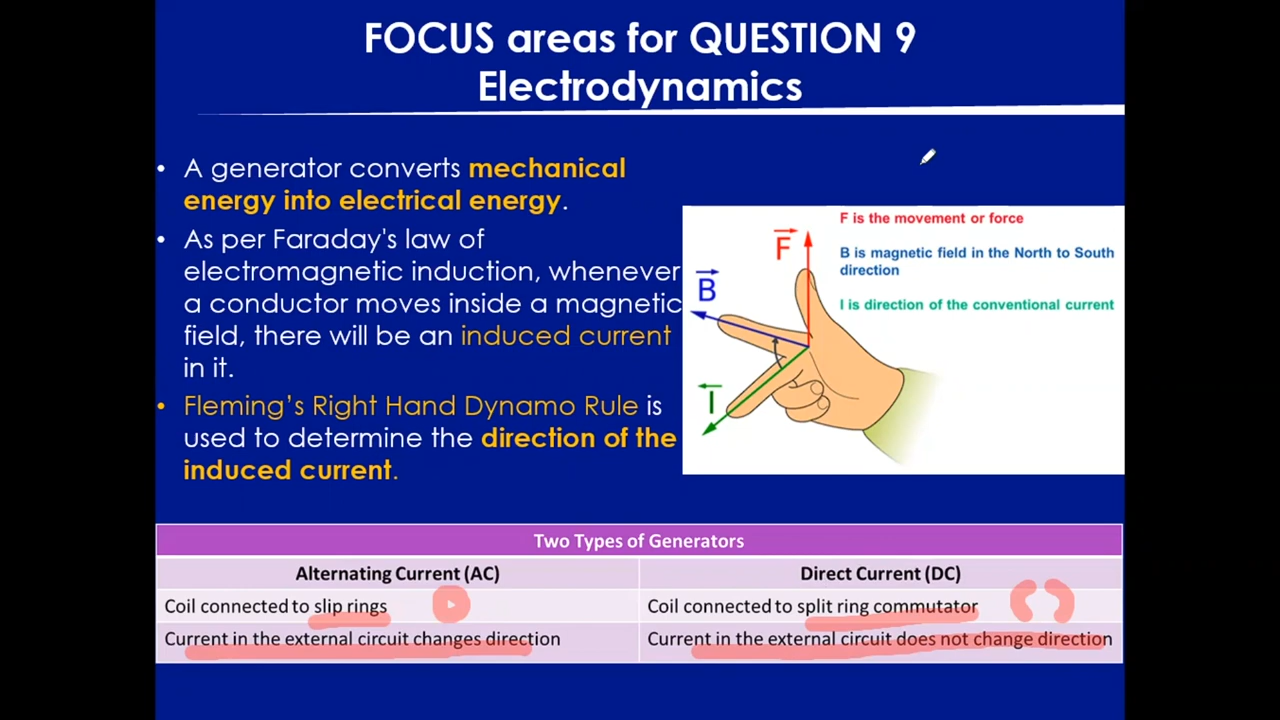 FOCUS areas for QUESTION 9
Electrodynamics
• A generator converts mechanical
energy into electrical energy.
• As per Faraday's law of
electromagnetic induction, whenever
a conductor moves inside a magnetic
field, there will be an induced current
in it.
• Fleming's Right Hand Dynamo Rule is
used to determine the direction of the
induced current.
F is the movement or force
B is magnetic field in the North to South
direction
I is direction of the conventional current
F
B
I
Two Types of Generators
Alternating Current (AC)
Direct Current (DC)
Coil connected to slip rings
Coil connected to split ring commutator
Current in the external circuit changes direction
Current in the external circuit does not change direction